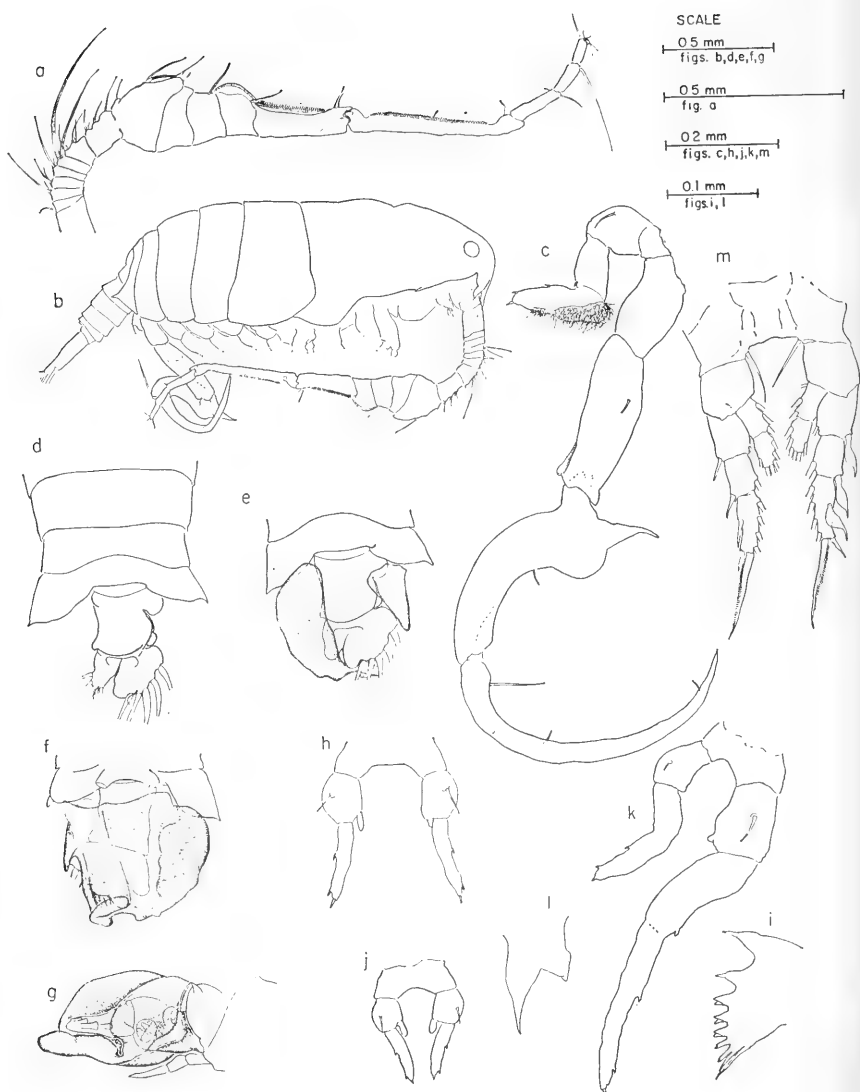 SCALE
0.5 mm
figs. b,d,e,f,g
0.5 mm
fig. a
0.2 mm
figs. c,h,j,k,m
0.1 mm
figs. i, l
a
b
c
m
d
e
f
h
k
l
i
j
g